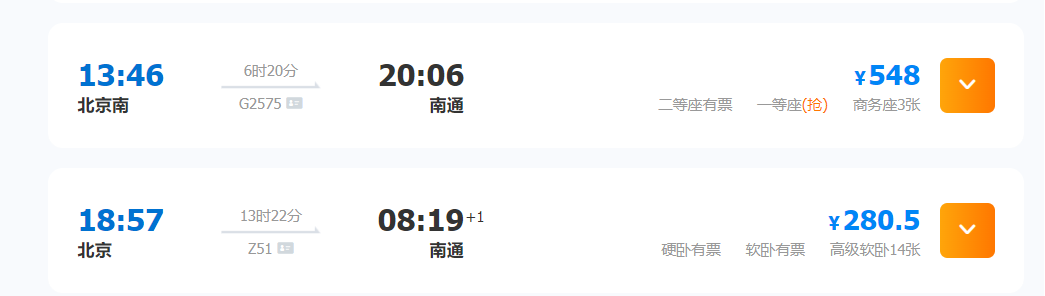 13:46 6时20分 20:06 ¥548
北京南 G2575 南通 二等座有票 一等座(抢) 商务座3张
18:57 13时22分 08:19+1 ¥280.5
北京 Z51 南通 硬卧有票 软卧有票 高级软卧14张